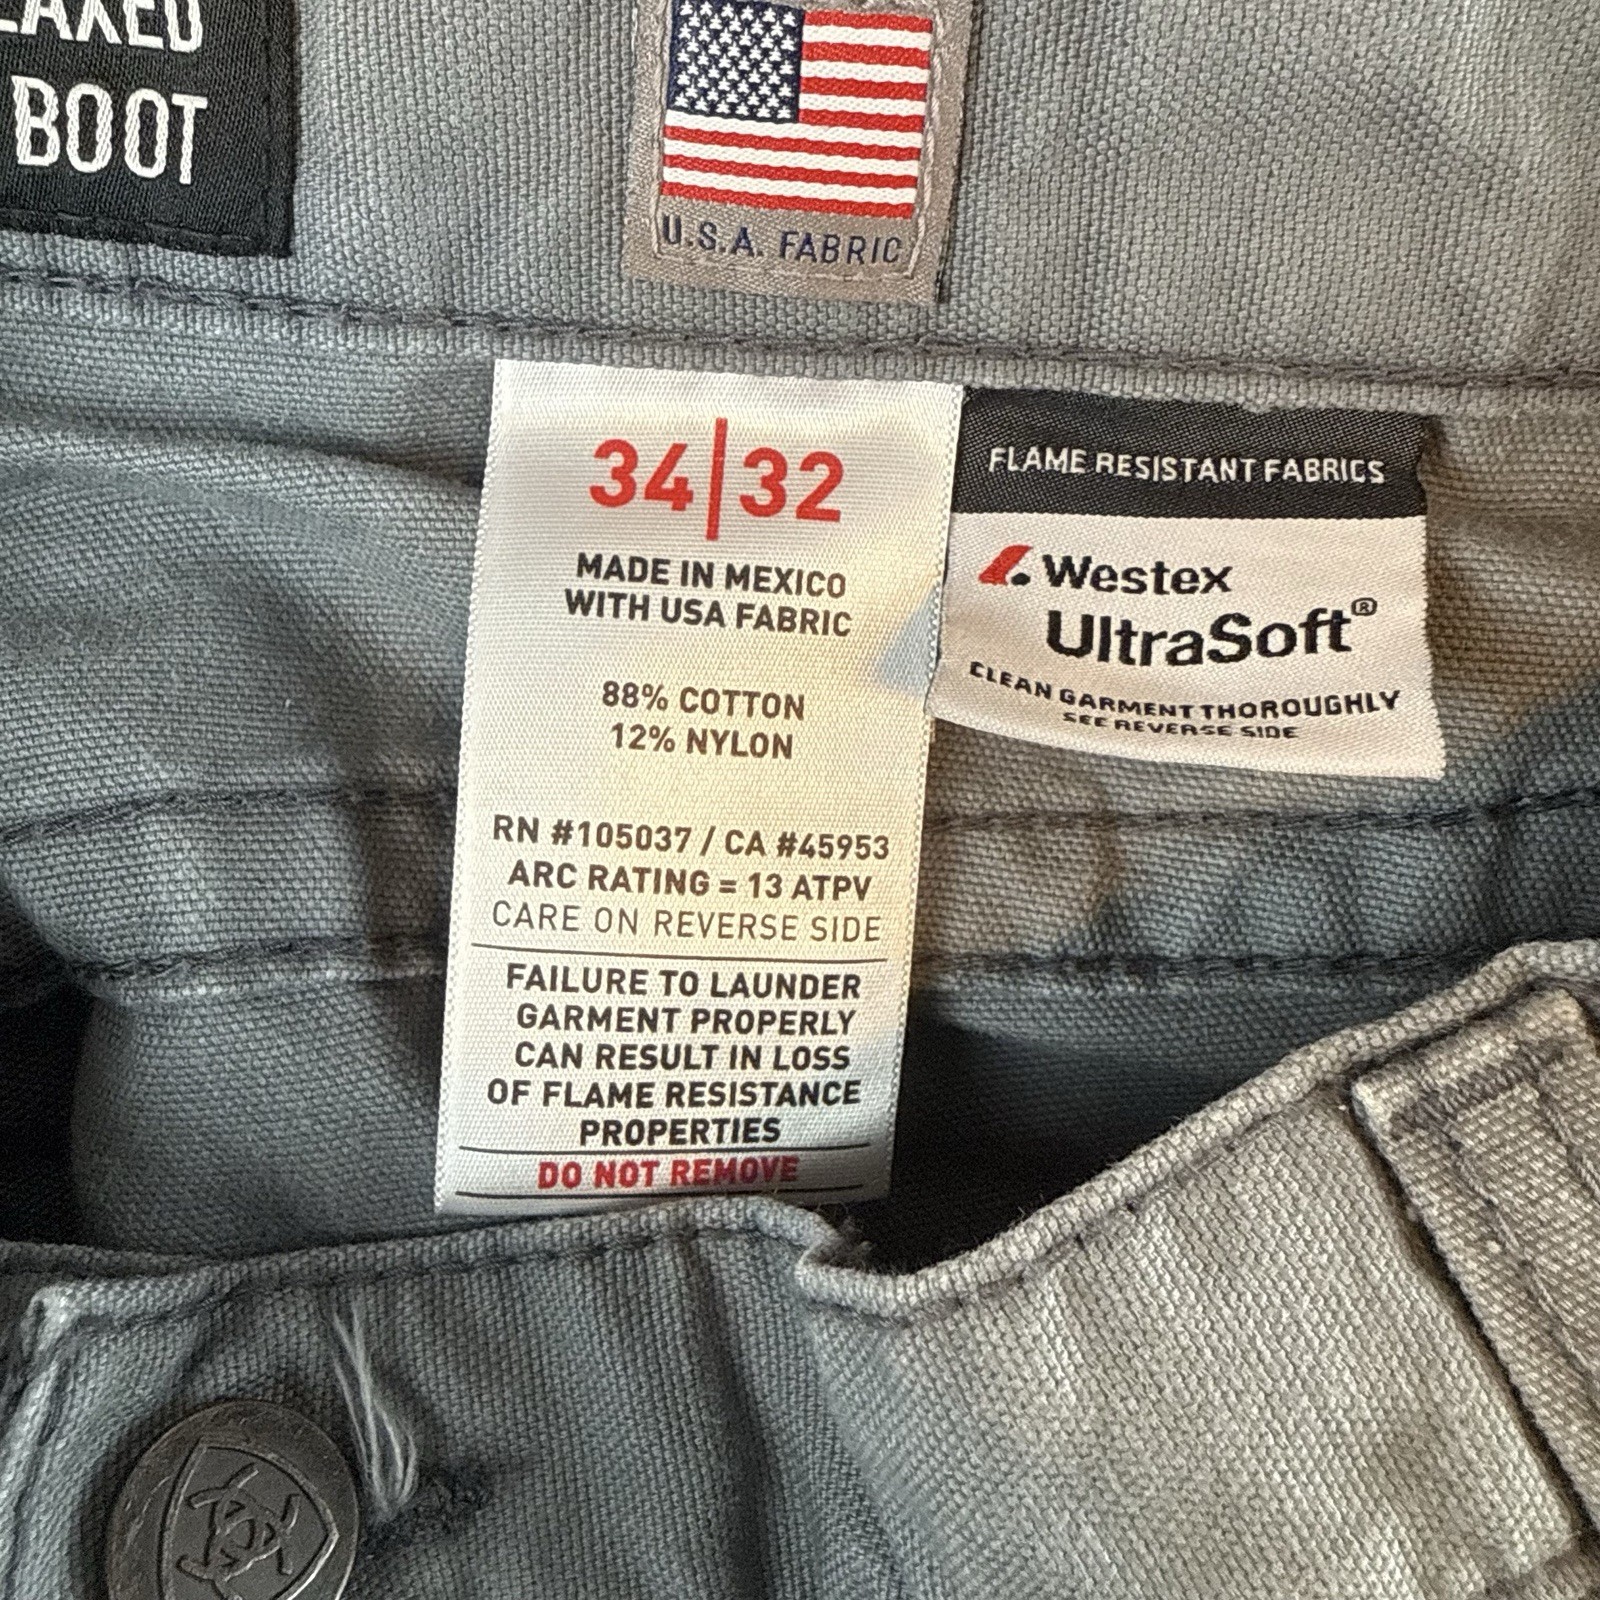 LAXED
BOOT
U.S.A. FABRIC
34|32
MADE IN MEXICO
WITH USA FABRIC
88% COTTON
12% NYLON
RN #105037 / CA #45953
ARC RATING = 13 ATPV
CARE ON REVERSE SIDE
FAILURE TO LAUNDER
GARMENT PROPERLY
CAN RESULT IN LOSS
OF FLAME RESISTANCE
PROPERTIES
DO NOT REMOVE
FLAME RESISTANT FABRICS
Westex
UltraSoft®
CLEAN GARMENT THOROUGHLY
SEE REVERSE SIDE